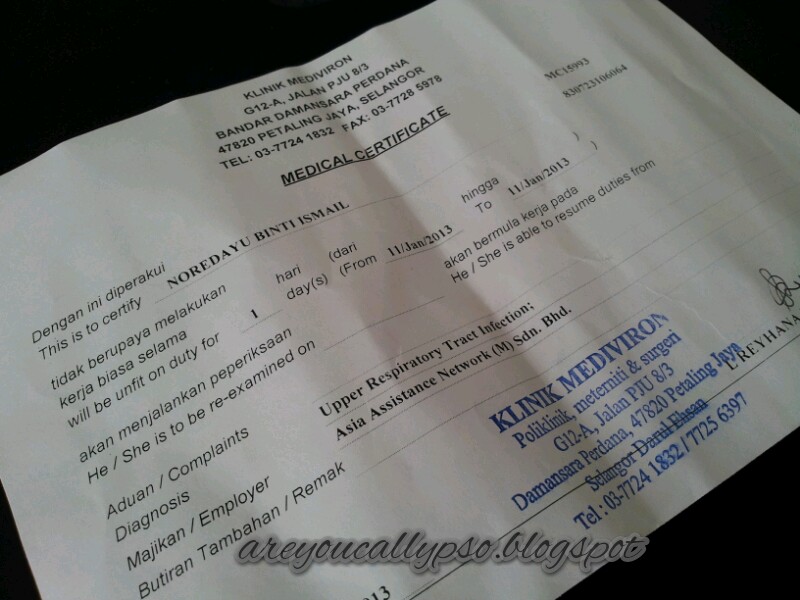 KLINIK MEDIVIRON
G12-A, JALAN PJU 8/3
BANDAR DAMANSARA PERDANA
47820 PETALING JAYA, SELANGOR
TEL: 03-7724 1832 FAX: 03-7728 5978
MC15993
830723106064
MEDICAL CERTIFICATE
Dengan ini diperakui
This is to certify NOREDAYU BINTI ISMAIL
tidak berupaya melakukan
kerja biasa selama 1 hari (dari 11/Jan/2013 hingga 11/Jan/2013 )
will be unfit on duty for day(s) (From To )
akan menjalankan peperiksaan akan bermula kerja pada
He / She is to be re-examined on He / She is able to resume duties from
Aduan / Complaints
Diagnosis Upper Respiratory Tract Infection;
Majikan / Employer Asia Assistance Network (M) Sdn. Bhd.
Butiran Tambahan / Remak
REYHANA
KLINIK MEDIVIRON
Poliklinik, meterniti & surgeri
G12-A, Jalan PJU 8/3
Damansara Perdana, 47820 Petaling Jaya
Selangor Darul Ehsan
Tel : 03-7724 1832 / 7725 6397
areyoucallypso.blogspot